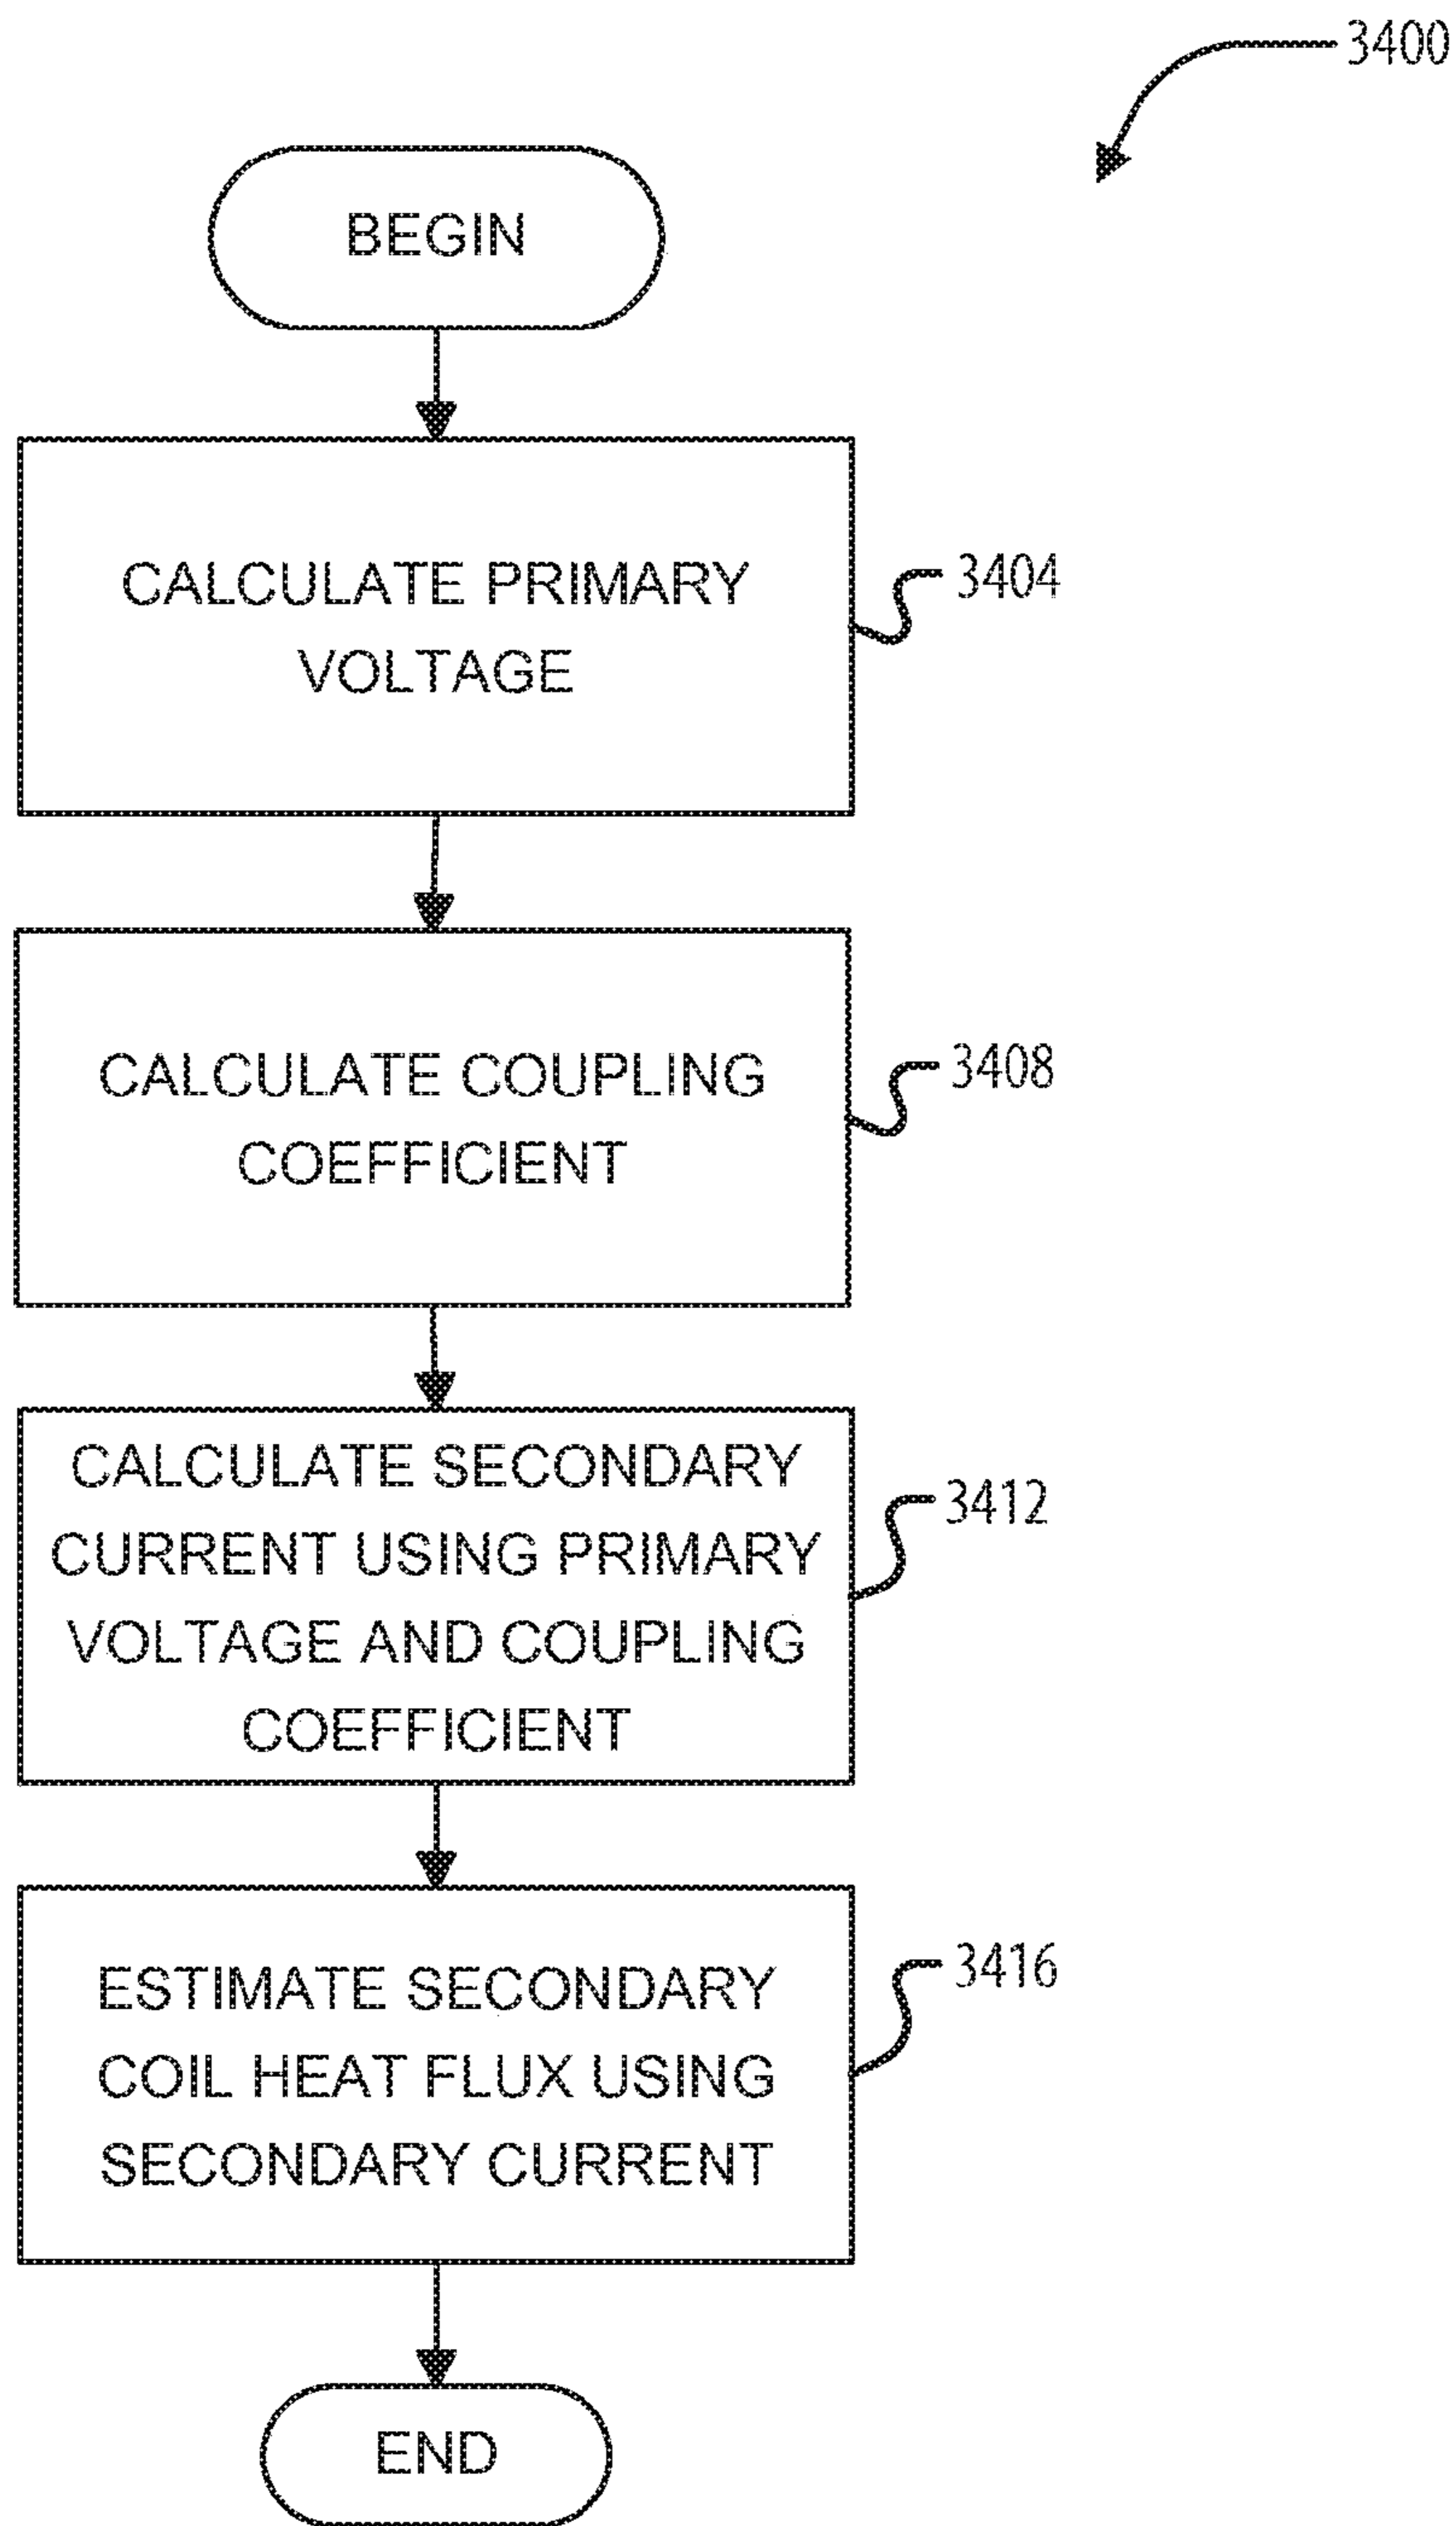 3400
BEGIN
CALCULATE PRIMARY
VOLTAGE
3404
CALCULATE COUPLING
COEFFICIENT
3408
CALCULATE SECONDARY
CURRENT USING PRIMARY
VOLTAGE AND COUPLING
COEFFICIENT
3412
ESTIMATE SECONDARY
COIL HEAT FLUX USING
SECONDARY CURRENT
3416
END